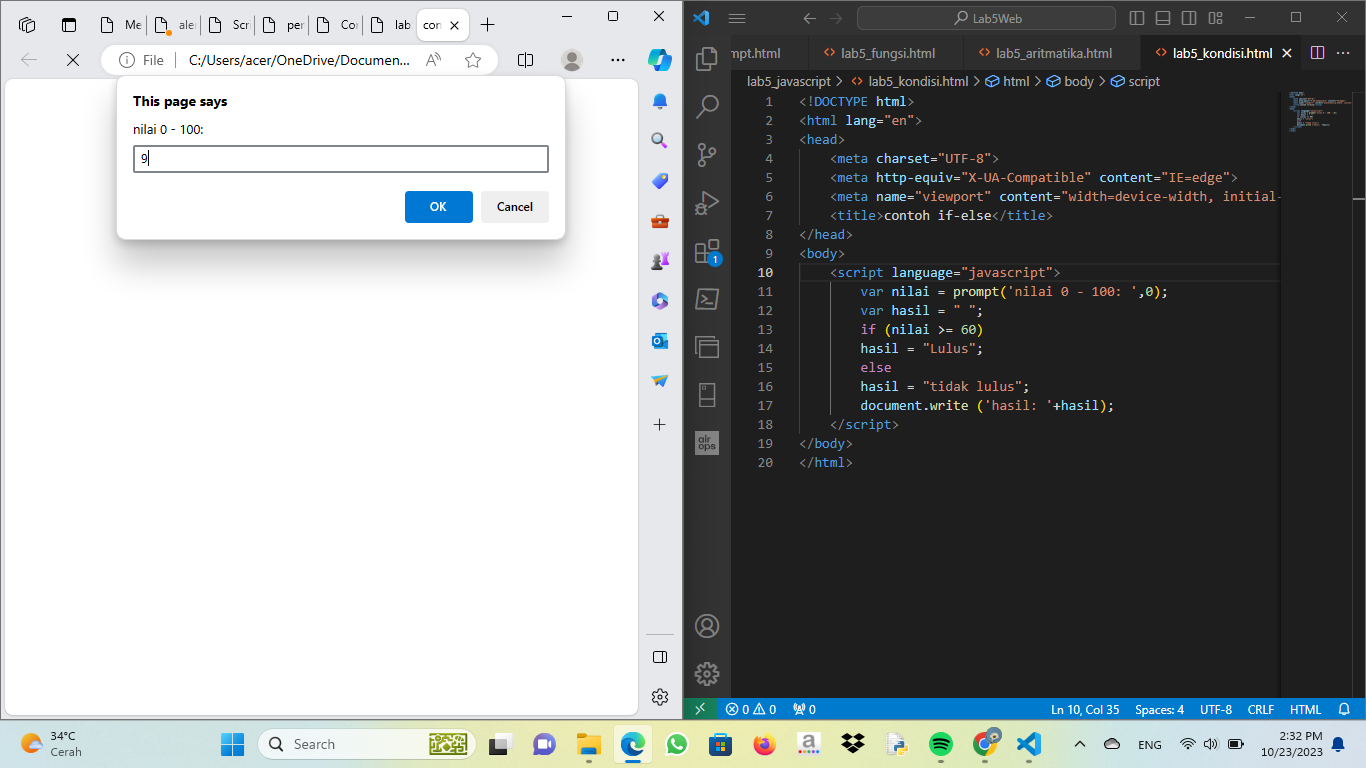 Me
ale
Scr
per
Cor
lab
con
File
C:/Users/acer/OneDrive/Documen...
This page says
nilai 0 - 100:
9
OK
Cancel
Lab5Web
mpt.html
lab5_fungsi.html
lab5_aritmatika.html
lab5_kondisi.html
lab5_javascript > lab5_kondisi.html > html > body > script
1 <!DOCTYPE html>
2 <html lang="en">
3 <head>
4 <meta charset="UTF-8">
5 <meta http-equiv="X-UA-Compatible" content="IE=edge">
6 <meta name="viewport" content="width=device-width, initial-
7 <title>contoh if-else</title>
8 </head>
9 <body>
10 <script language="javascript">
11 var nilai = prompt('nilai 0 - 100: ',0);
12 var hasil = " ";
13 if (nilai >= 60)
14 hasil = "Lulus";
15 else
16 hasil = "tidak lulus";
17 document.write ('hasil: '+hasil);
18 </script>
19 </body>
20 </html>
1
air
ops
0 0 0
Ln 10, Col 35
Spaces: 4
UTF-8
CRLF
HTML
34°C
Cerah
Search
a
ENG
2:32 PM
10/23/2023